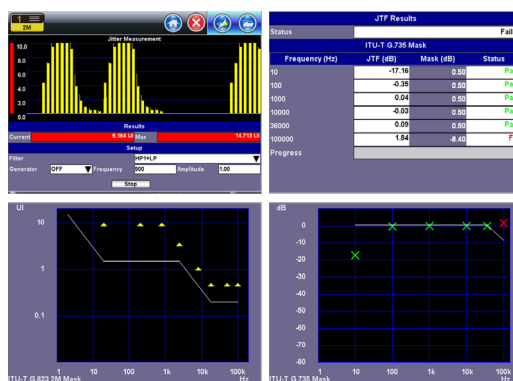 1
2M
Jitter Measurement
10.0
8.0
6.0
4.0
2.0
0.0
Results
Current 9.164 UI Max 14.713 UI
Setup
Filter HP1+LP
Generator OFF Frequency 900 Amplitude 1.00
Stop
JTF Results
Status Fail
ITU-T G.735 Mask
Frequency (Hz) JTF (dB) Mask (dB) Status
10 -17.16 0.50 Pa
100 -0.35 0.50 Pa
1000 0.04 0.50 Pa
10000 -0.03 0.50 Pa
36000 0.09 0.50 Pa
100000 1.84 -8.40 F
Progress
UI
10
1
0.1
1 10 100 1k 10k 100k
ITU-T G.823 2M Mask Hz
dB
0
-10
-20
-30
-40
-50
-60
-70
-80
1 10 100 1k 10k 100k
ITU-T G.735 Mask Hz